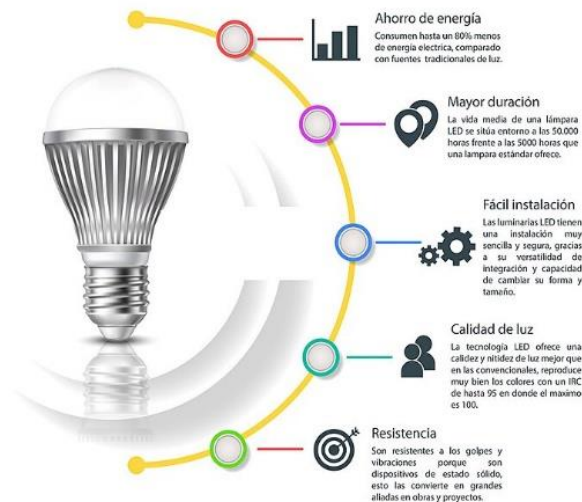 Ahorro de energía
Consumen hasta un 80% menos
de energía electrica, comparado
con fuentes tradicionales de luz.
Mayor duración
La vida media de una lámpara
LED se sitúa entorno a las 50.000
horas frente a las 5000 horas que
una lampara estándar ofrece.
Fácil instalación
Las luminarias LED tienen
una instalación muy
sencilla y segura, gracias
a su versatilidad de
integración y capacidad
de cambiar su forma y
tamaño.
Calidad de luz
La tecnología LED ofrece una
calidez y nitidez de luz mejor que
en las convencionales, reproduce
muy bien los colores con un IRC
de hasta 95 en donde el maximo
es 100.
Resistencia
Son resistentes a los golpes y
vibraciones porque son
dispositivos de estado sólido,
esto las convierte en grandes
aliadas en obras y proyectos.